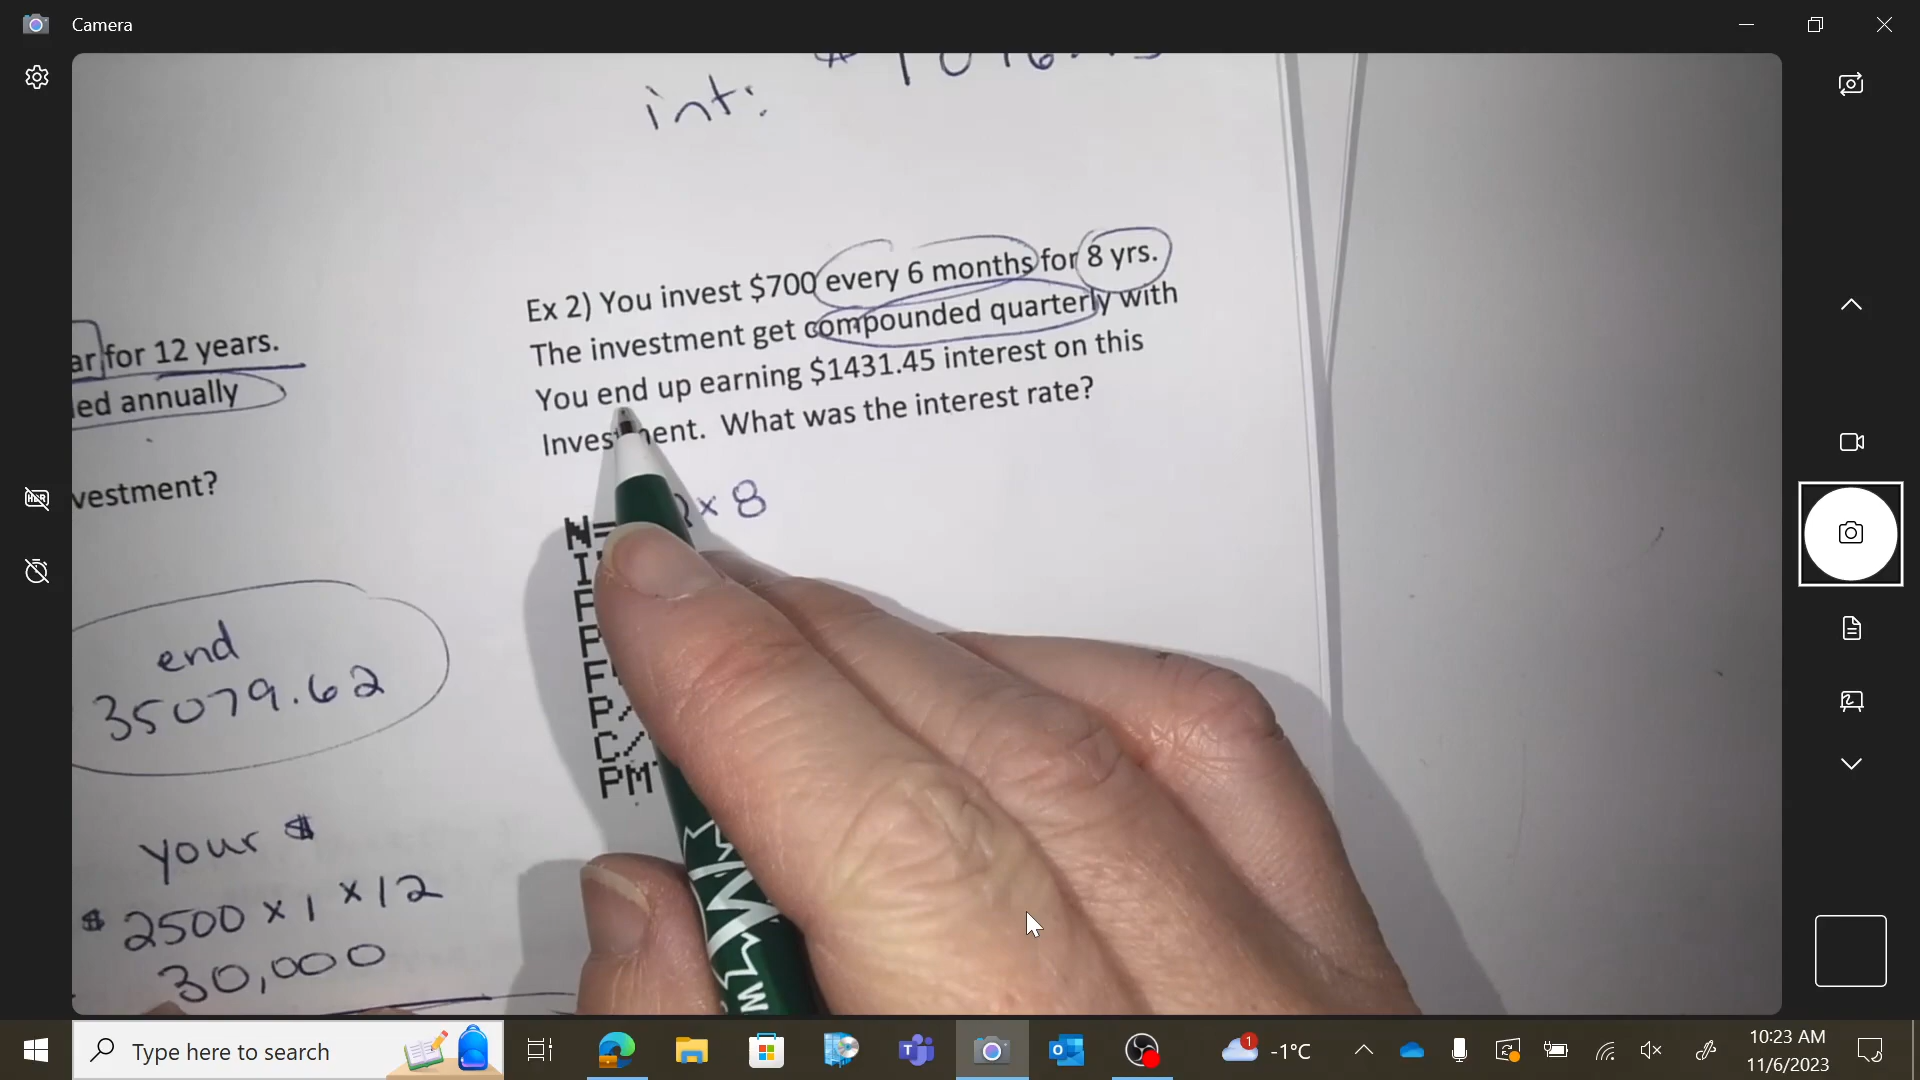 Camera
int:
ar for 12 years.
ed annually
vestment?
end
35079.62
your $
$ 2500 x 1 x 12
30,000
Ex 2) You invest $700 every 6 months for 8 yrs.
The investment get compounded quarterly with
You end up earning $1431.45 interest on this
Investment. What was the interest rate?
x 8
N=
I
P
P
F
P/
C/
PM
W
Type here to search
1
-1°C
10:23 AM
11/6/2023